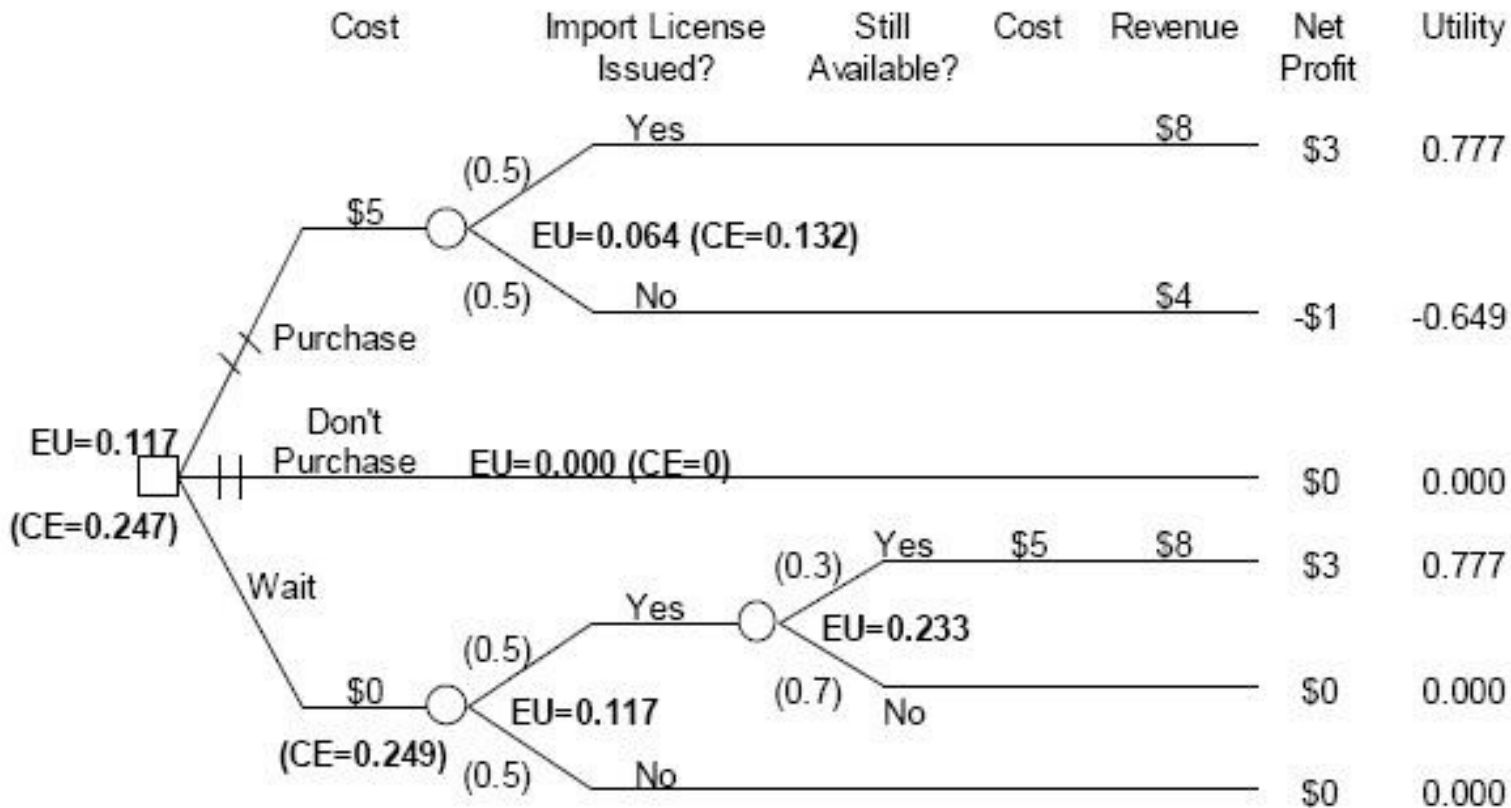 Cost Import License Still Cost Revenue Net Utility
Issued? Available? Profit
Yes $8 $3 0.777
(0.5)
$5
EU=0.064 (CE=0.132)
(0.5) No $4 -$1 -0.649
Purchase
Don't
EU=0.117
Purchase EU=0.000 (CE=0) $0 0.000
(CE=0.247)
Yes $5 $8 $3 0.777
(0.3)
Wait
Yes
EU=0.233
(0.5)
$0 (0.7) No $0 0.000
EU=0.117
(CE=0.249)
(0.5) No $0 0.000